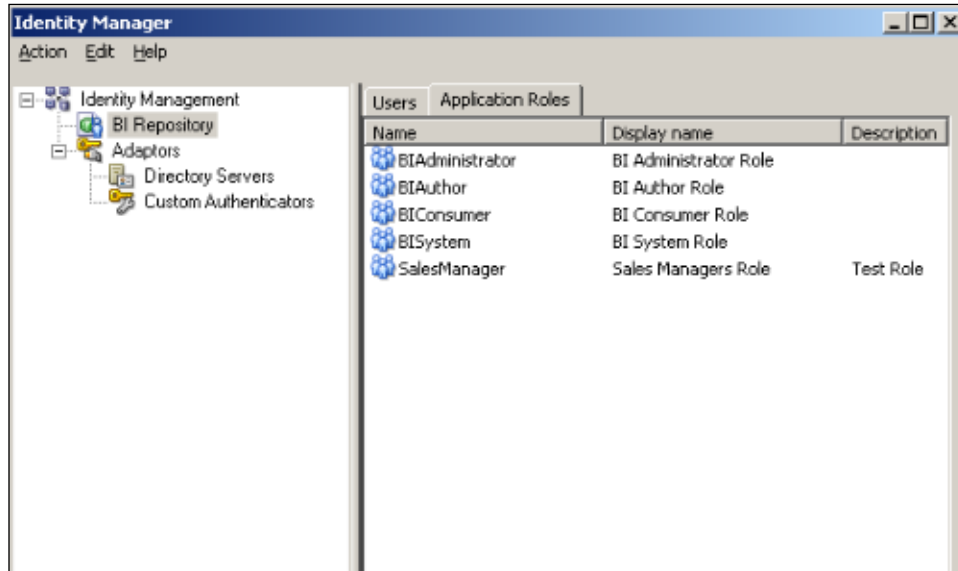 Identity Manager
Action Edit Help
Identity Management
BI Repository
Adaptors
Directory Servers
Custom Authenticators
Users Application Roles
Name Display name Description
BIAdministrator BI Administrator Role
BIAuthor BI Author Role
BIConsumer BI Consumer Role
BISystem BI System Role
SalesManager Sales Managers Role Test Role